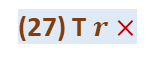 (27) T r ×